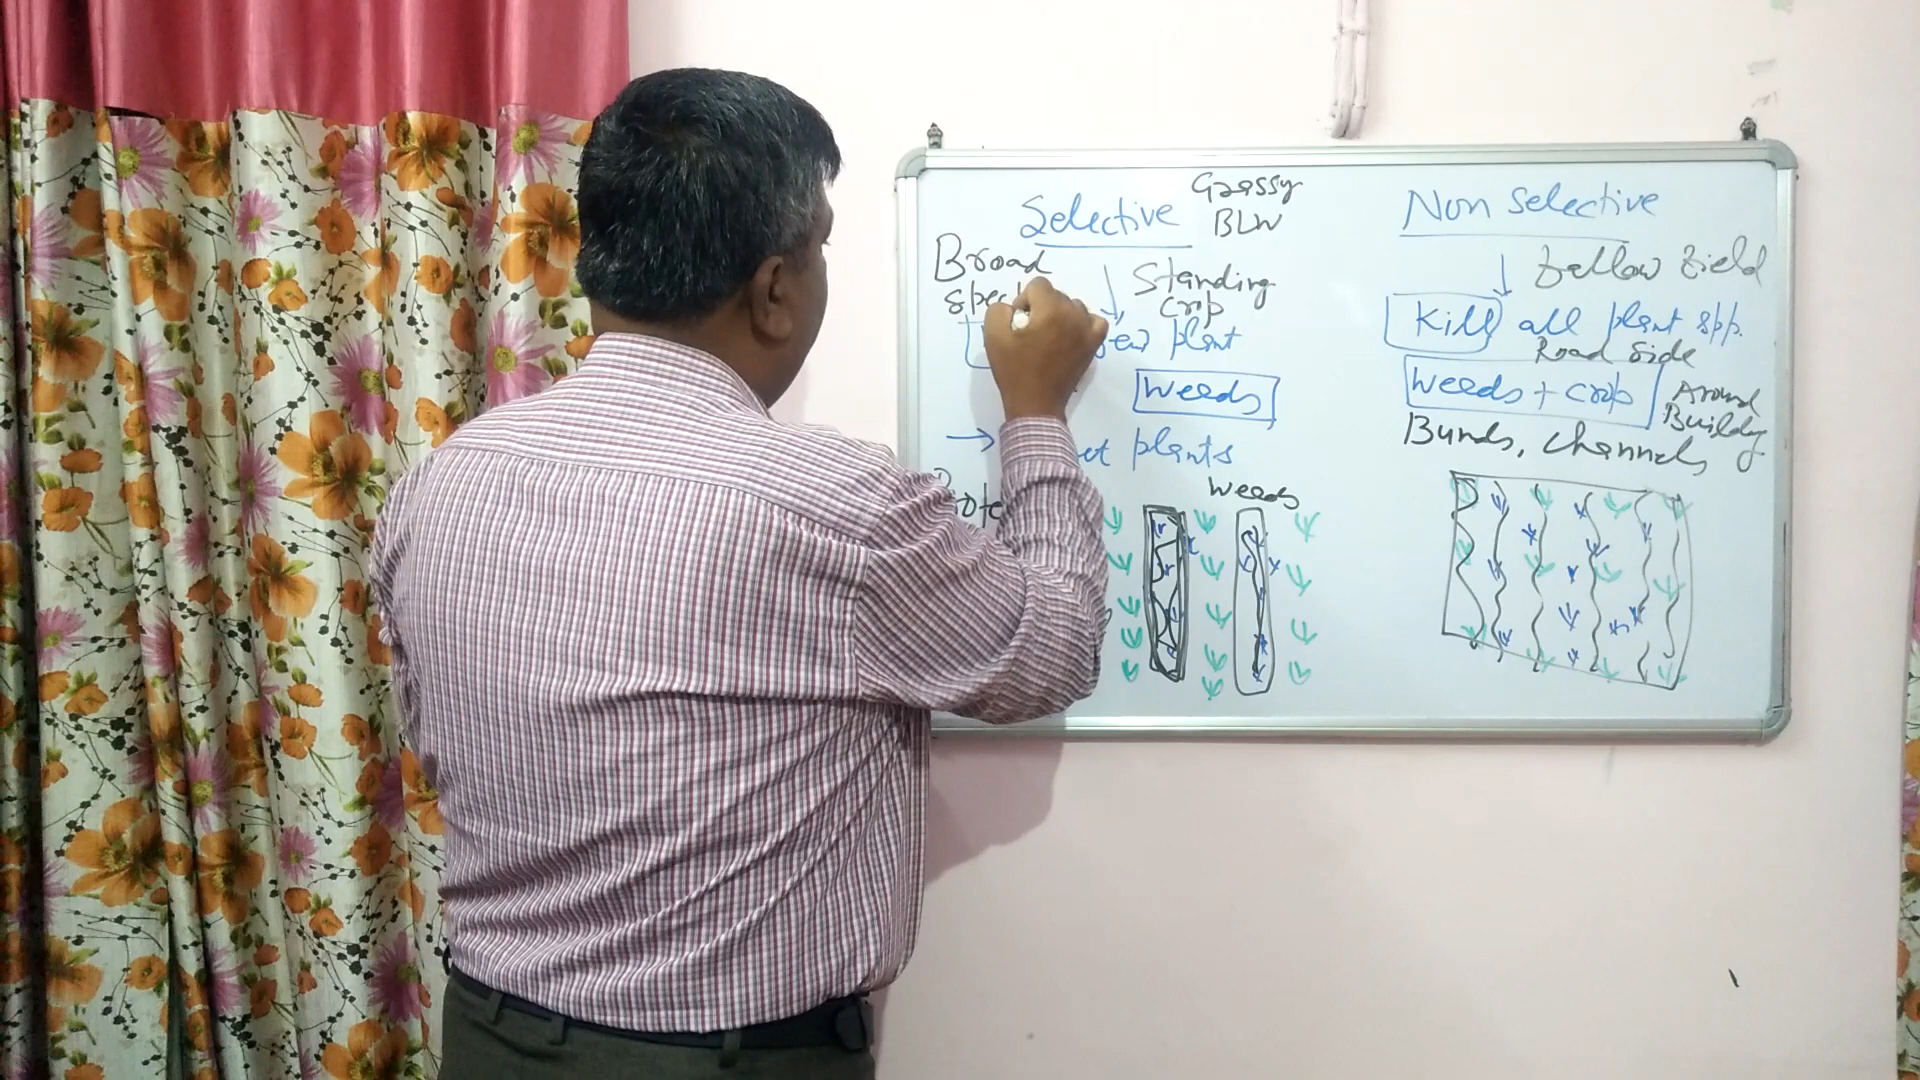 Selective
Grassy
BLW
Broad
Standing
crop
plant
weeds
plants
weeds
Non Selective
Fallow Field
Kill all plant spp.
Road Side
weeds + crop
Around
Building
Bunds, channels